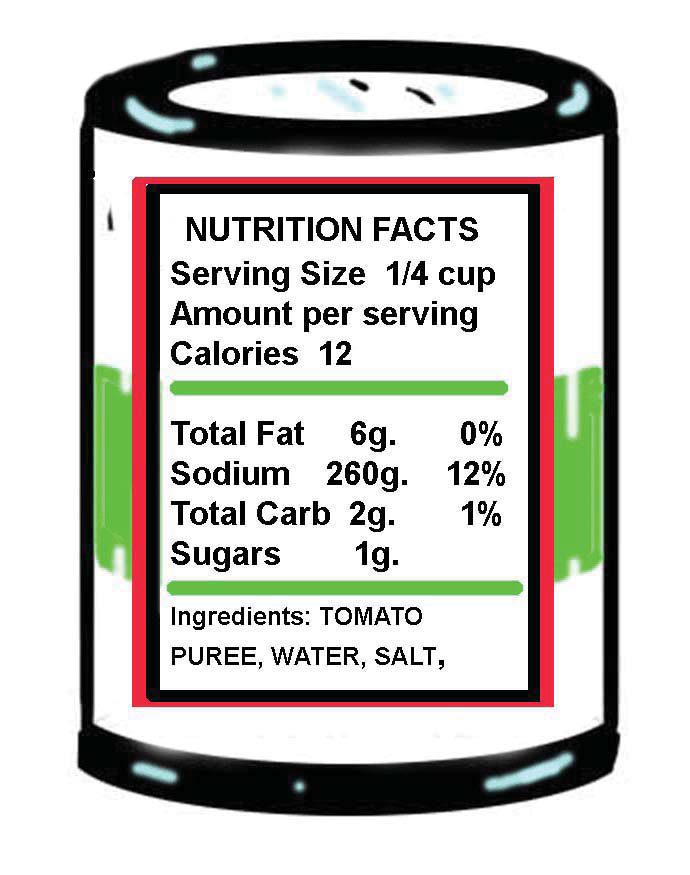 NUTRITION FACTS
Serving Size 1/4 cup
Amount per serving
Calories 12
Total Fat 6g. 0%
Sodium 260g. 12%
Total Carb 2g. 1%
Sugars 1g.
Ingredients: TOMATO
PUREE, WATER, SALT,